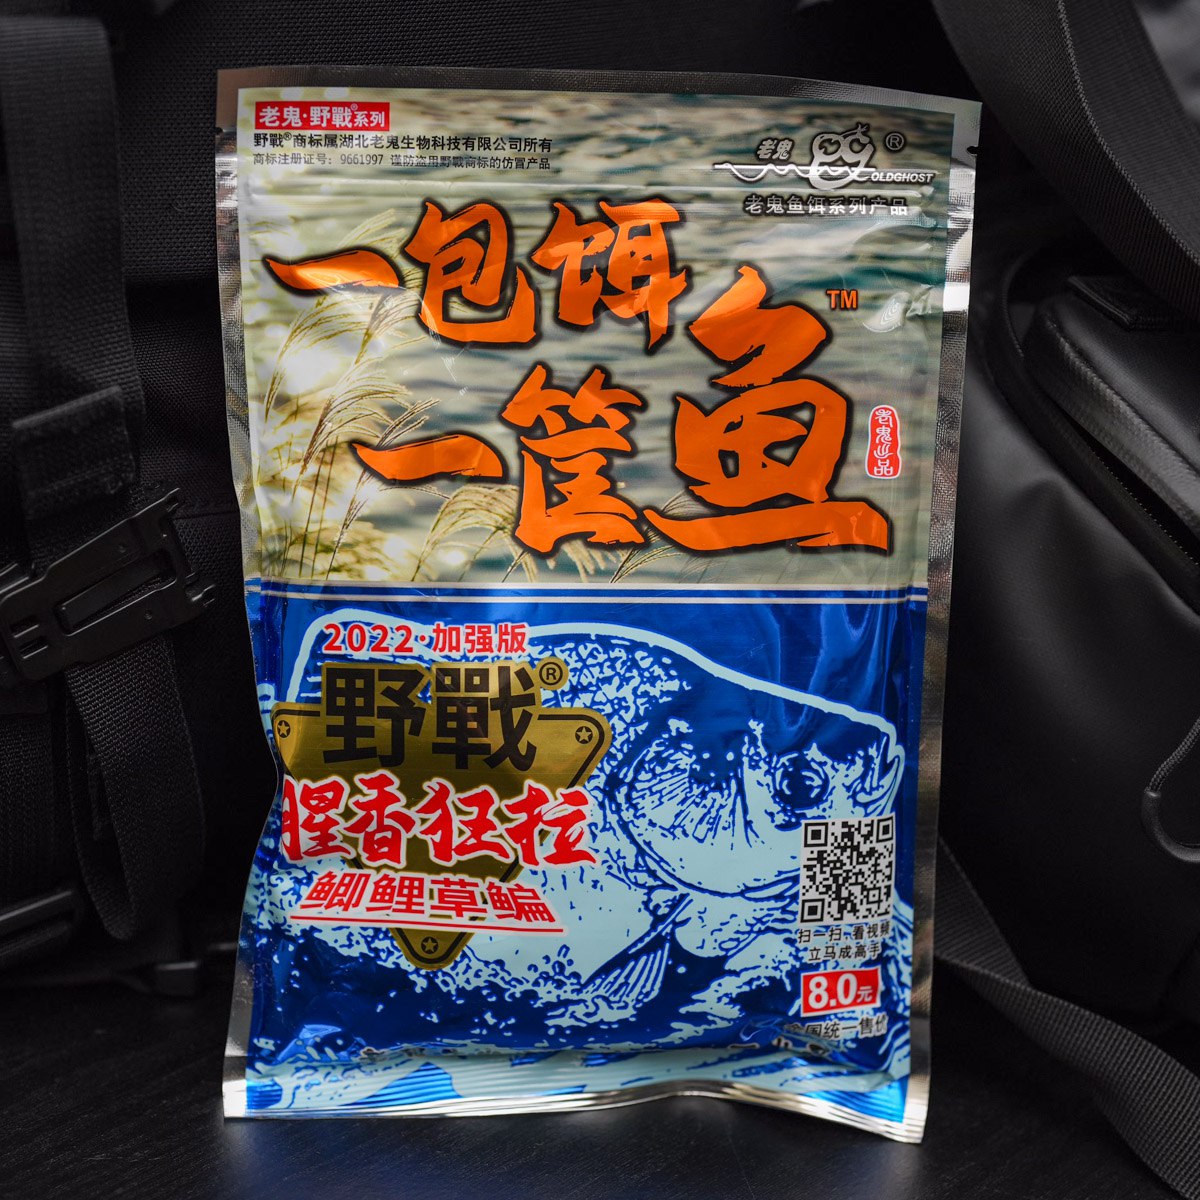 老鬼·野戰®系列
野戰®商标属湖北老鬼生物科技有限公司所有
商标注册证号：9661997 谨防盗用野戰商标的仿冒产品
老鬼
®
OLDGHOST
老鬼鱼饵系列产品
一包饵
一筐鱼
TM
老鬼出品
2022·加强版
野戰®
腥香狂拉
鲫鲤草鳊
扫一扫,看视频
立马成高手
8.0元
全国统一售价